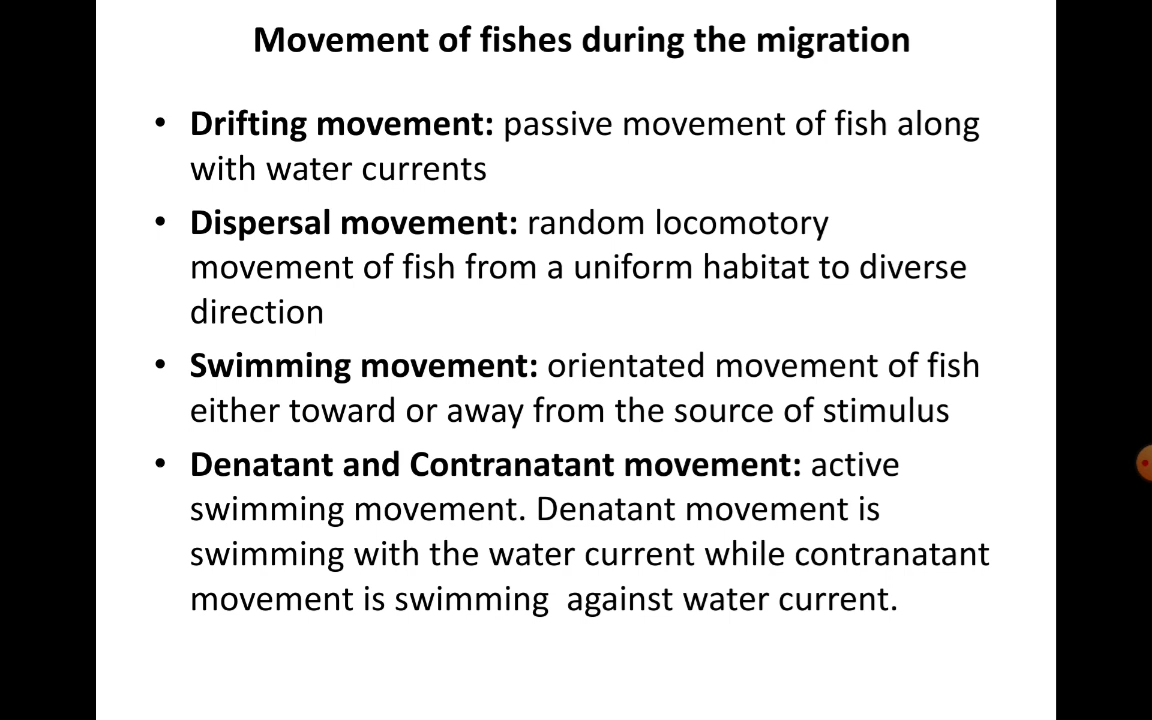 Movement of fishes during the migration
• Drifting movement: passive movement of fish along
with water currents
• Dispersal movement: random locomotory
movement of fish from a uniform habitat to diverse
direction
• Swimming movement: orientated movement of fish
either toward or away from the source of stimulus
• Denatant and Contranatant movement: active
swimming movement. Denatant movement is
swimming with the water current while contranatant
movement is swimming  against water current.